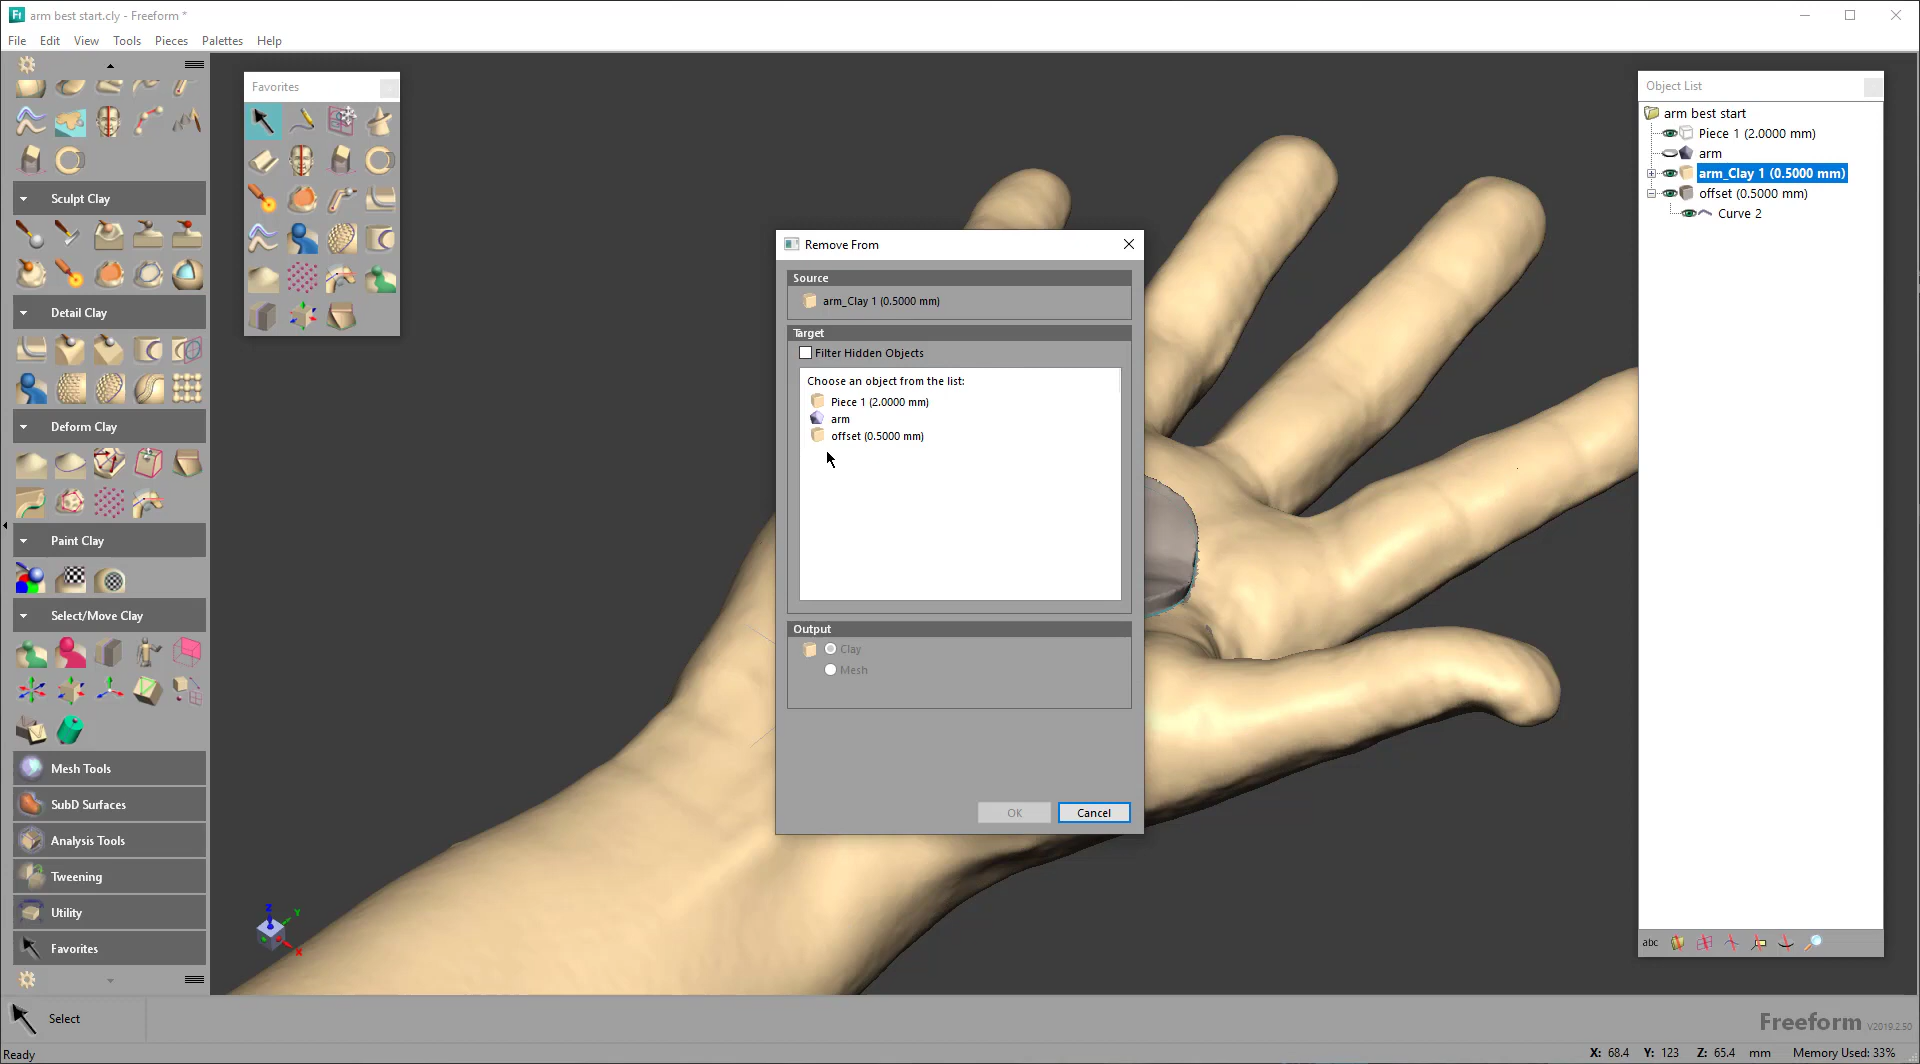 arm best start.cly - Freeform *
File Edit View Tools Pieces Palettes Help
Favorites
Sculpt Clay
Detail Clay
Deform Clay
Paint Clay
Select/Move Clay
Mesh Tools
SubD Surfaces
Analysis Tools
Tweening
Utility
Favorites
Remove From
Source
arm_Clay 1 (0.5000 mm)
Target
Filter Hidden Objects
Choose an object from the list:
Piece 1 (2.0000 mm)
arm
offset (0.5000 mm)
Output
Clay
Mesh
OK Cancel
Object List
arm best start
Piece 1 (2.0000 mm)
arm
arm_Clay 1 (0.5000 mm)
offset (0.5000 mm)
Curve 2
abc
Z Y
X
Select
Freeform V2019.2.50
Ready
X: 68.4 Y: 123 Z: 65.4 mm Memory Used: 33%